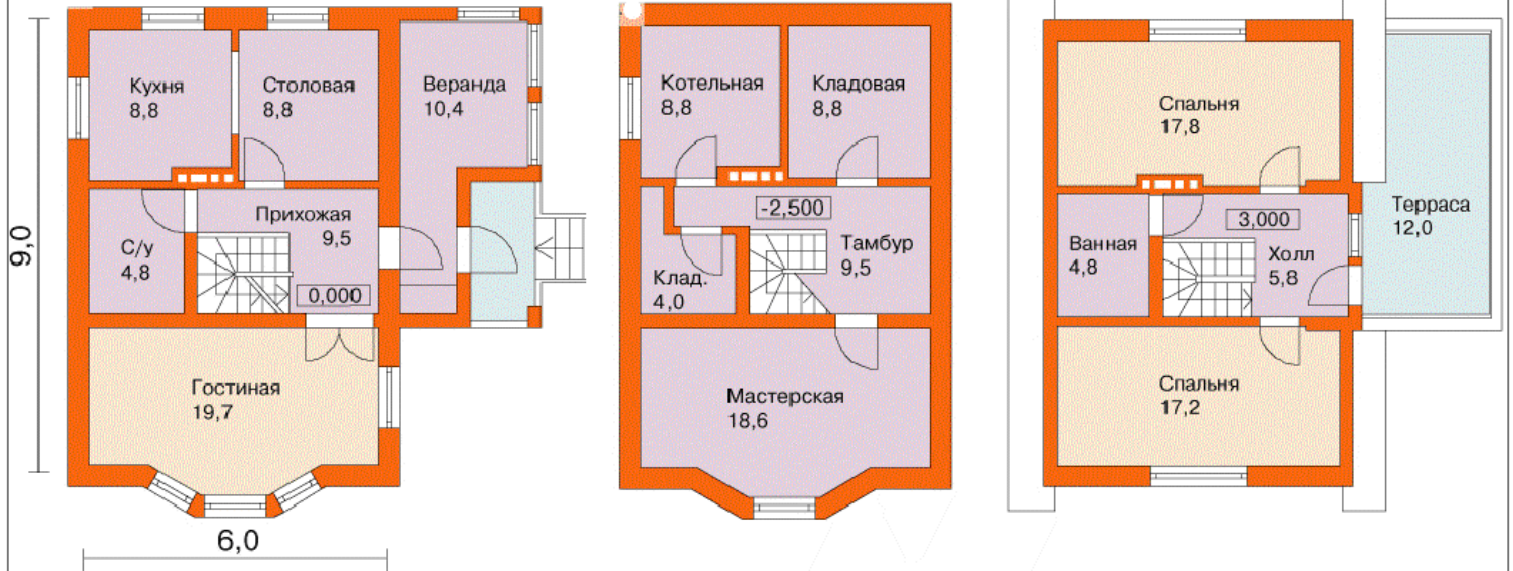 Кухня
8,8
Столовая
8,8
Веранда
10,4
Прихожая
9,5
С/у
4,8
0,000
Гостиная
19,7
9,0
6,0
Котельная
8,8
Кладовая
8,8
-2,500
Тамбур
9,5
Клад.
4,0
Мастерская
18,6
Спальня
17,8
Терраса
12,0
3,000
Ванная
4,8
Холл
5,8
Спальня
17,2